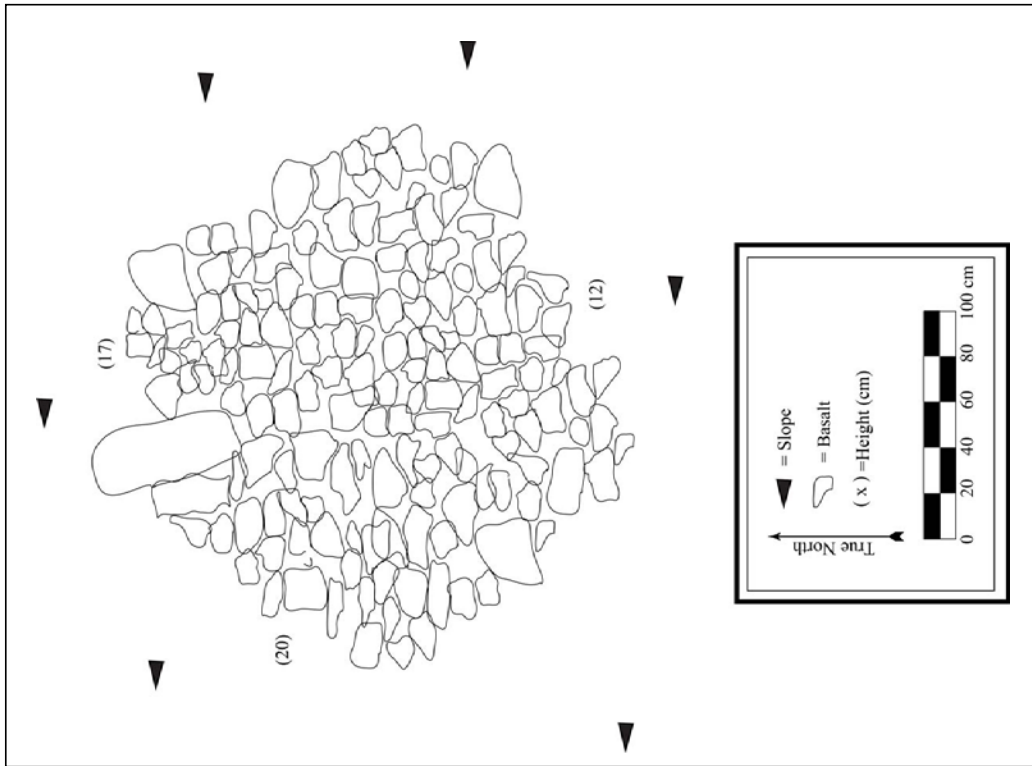 (17)
(12)
(20)
= Slope
= Basalt
( x ) =Height (cm)
True North
0 20 40 60 80 100 cm